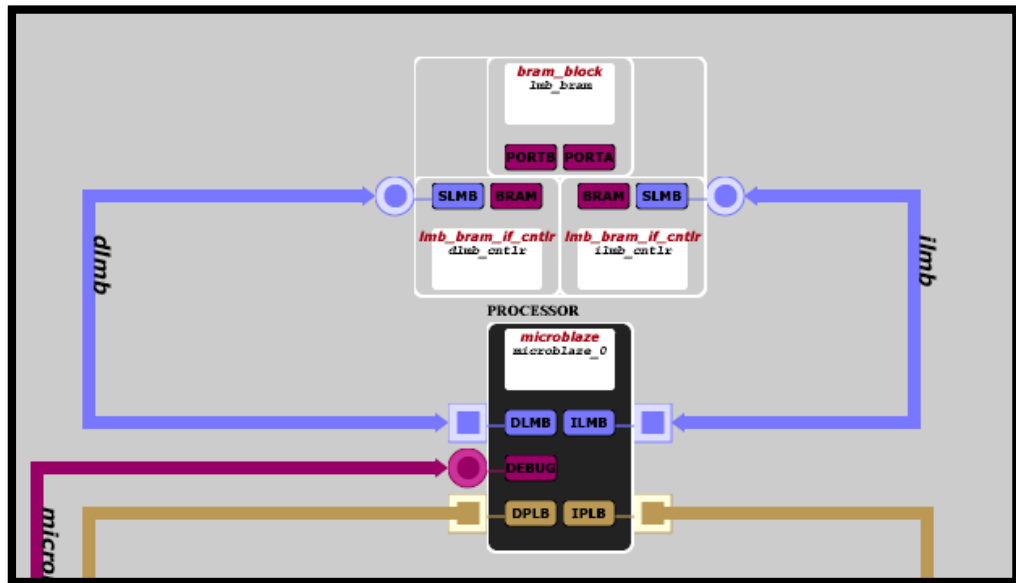 bram_block
lmb_bram
PORTB PORTA
SLMB BRAM BRAM SLMB
lmb_bram_if_cntlr lmb_bram_if_cntlr
dlmb_cntlr ilmb_cntlr
dlmb
ilmb
PROCESSOR
microblaze
microblaze_0
DLMB ILMB
DEBUG
DPLB IPLB